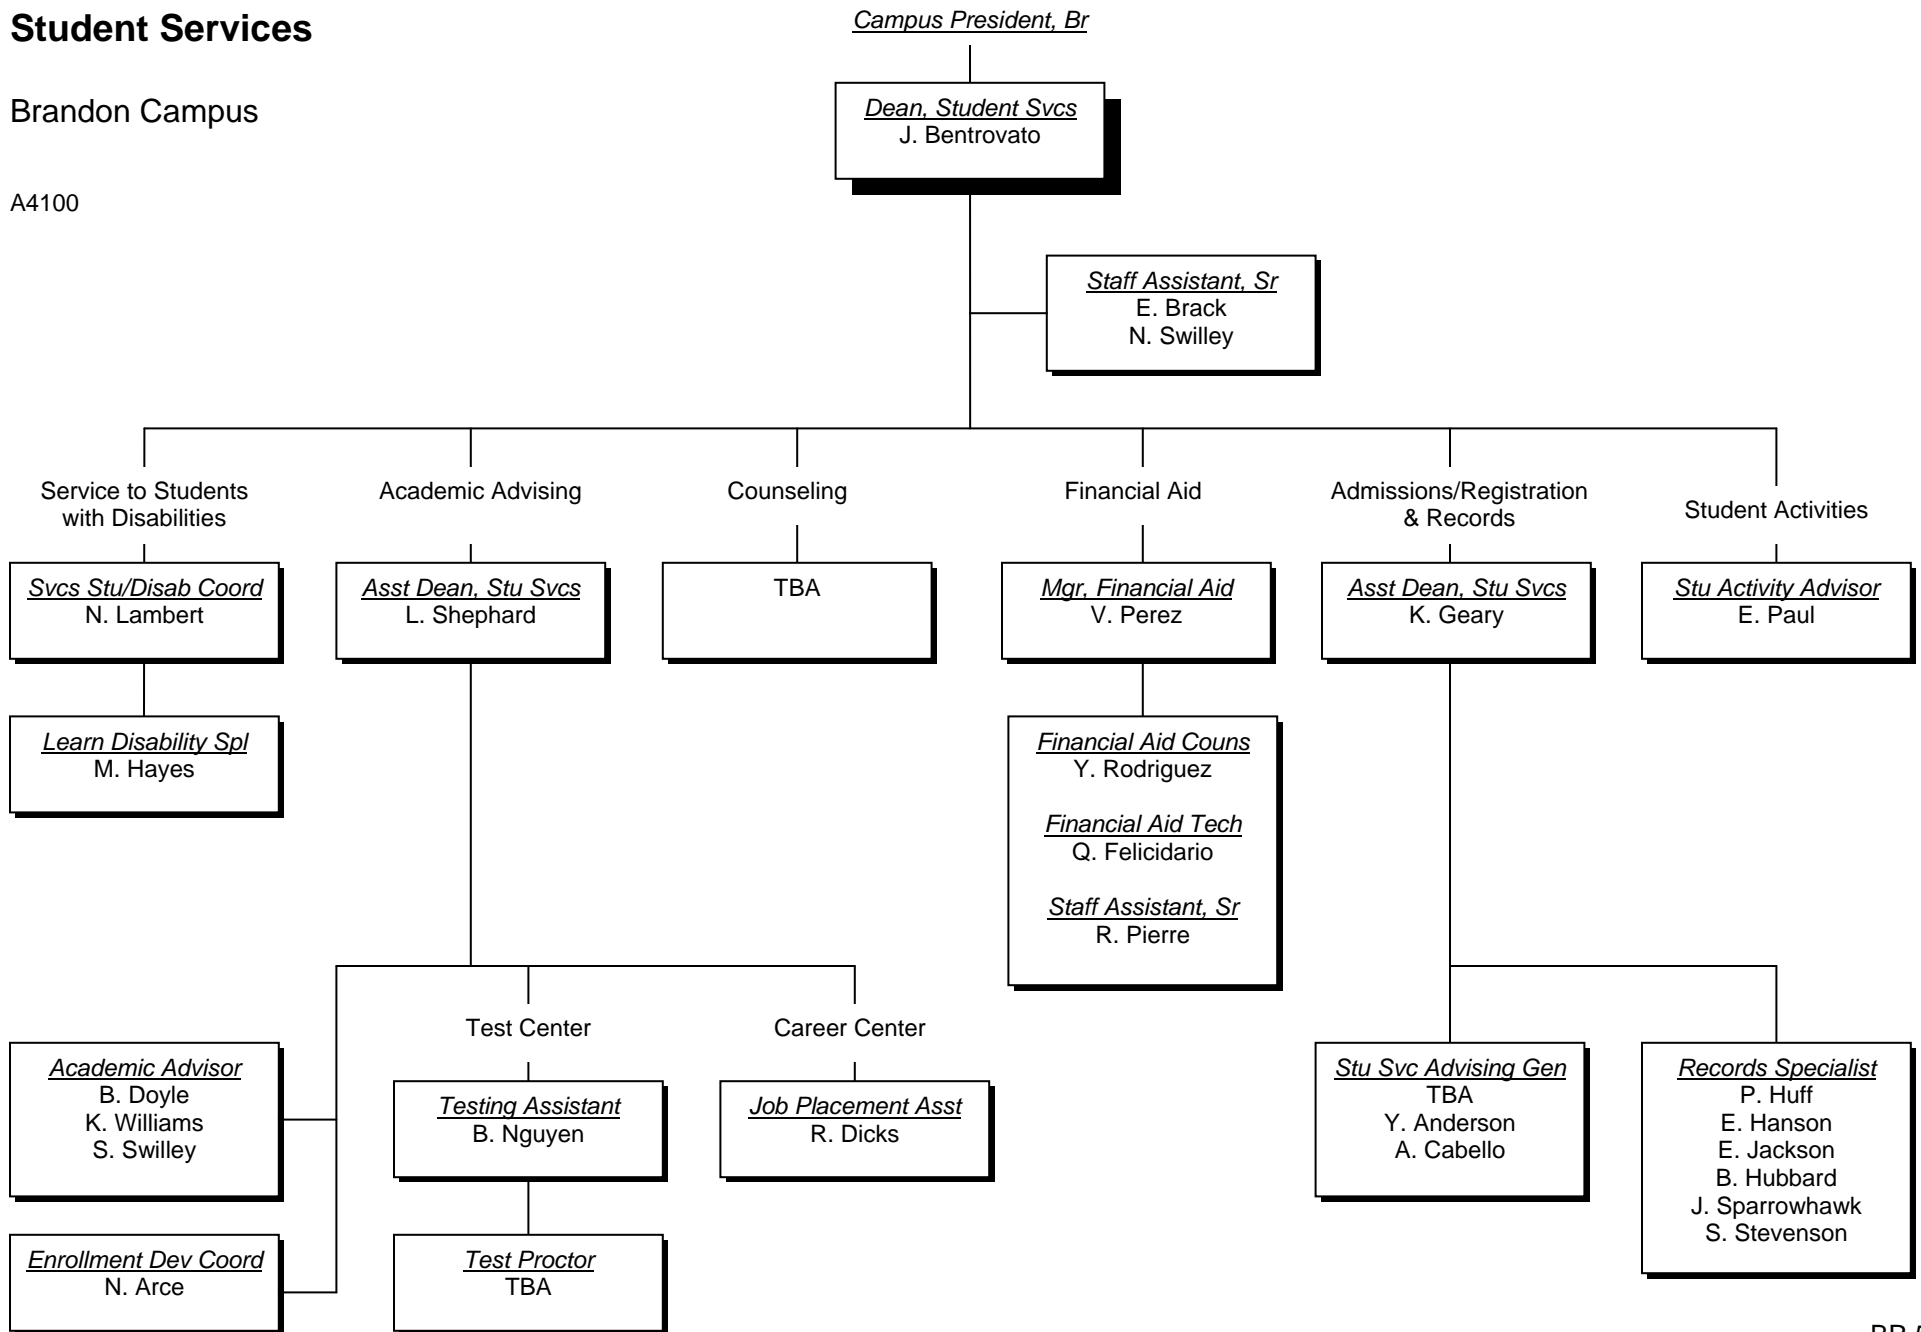 Student Services
Brandon Campus
A4100
Campus President, Br
Dean, Student Svcs
J. Bentrovato
Staff Assistant, Sr
E. Brack
N. Swilley
Service to Students
with Disabilities
Academic Advising
Counseling
Financial Aid
Admissions/Registration
& Records
Student Activities
Svcs Stu/Disab Coord
N. Lambert
Asst Dean, Stu Svcs
L. Shephard
TBA
Mgr, Financial Aid
V. Perez
Asst Dean, Stu Svcs
K. Geary
Stu Activity Advisor
E. Paul
Learn Disability Spl
M. Hayes
Financial Aid Couns
Y. Rodriguez
Financial Aid Tech
Q. Felicidario
Staff Assistant, Sr
R. Pierre
Test Center
Career Center
Academic Advisor
B. Doyle
K. Williams
S. Swilley
Testing Assistant
B. Nguyen
Job Placement Asst
R. Dicks
Stu Svc Advising Gen
TBA
Y. Anderson
A. Cabello
Records Specialist
P. Huff
E. Hanson
E. Jackson
B. Hubbard
J. Sparrowhawk
S. Stevenson
Enrollment Dev Coord
N. Arce
Test Proctor
TBA